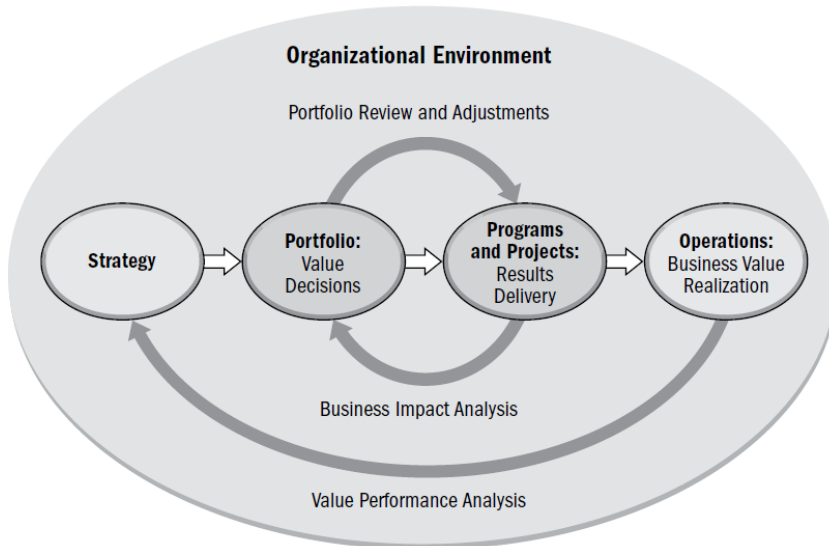 Organizational Environment
Portfolio Review and Adjustments
Strategy
Portfolio:
Value
Decisions
Programs
and Projects:
Results
Delivery
Operations:
Business Value
Realization
Business Impact Analysis
Value Performance Analysis